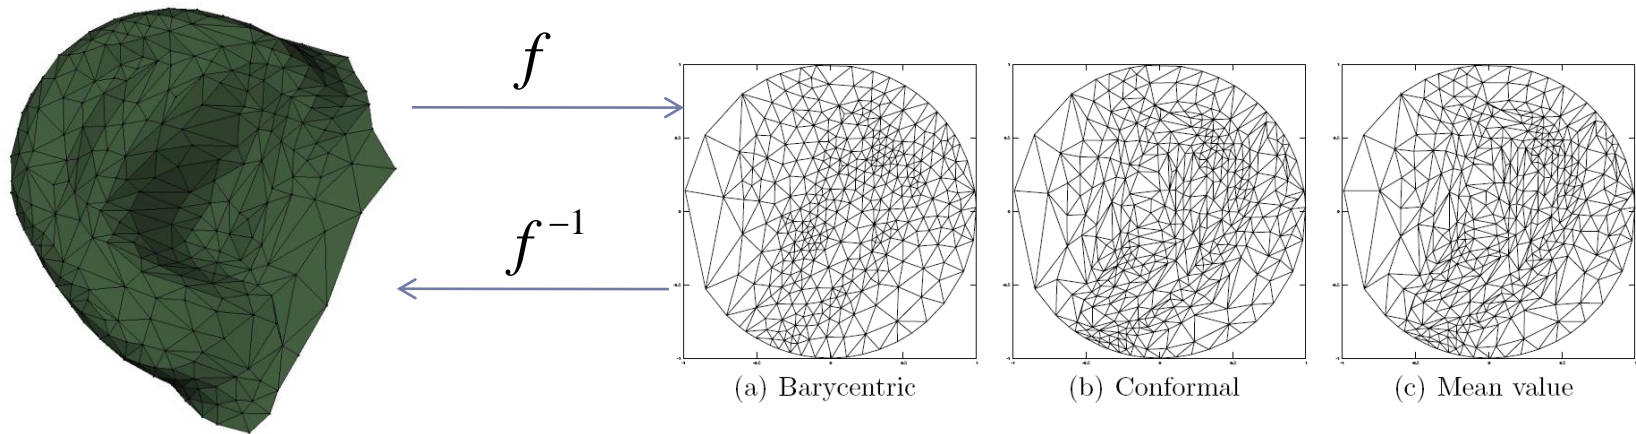 f
f⁻¹
(a) Barycentric
(b) Conformal
(c) Mean value